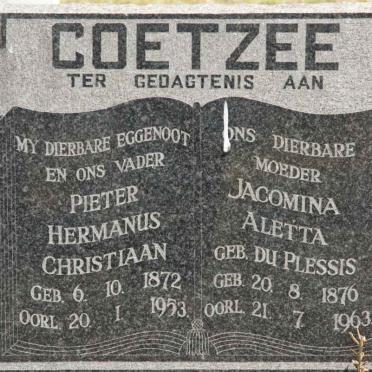 COETZEE
TER GEDAGTENIS AAN
MY DIERBARE EGGENOOT
EN ONS VADER
PIETER
HERMANUS
CHRISTIAAN
GEB. 6. 10. 1872
OORL. 20. 1. 1953.
ONS DIERBARE
MOEDER
JACOMINA
ALETTA
GEB. DU PLESSIS
GEB. 20. 8. 1876
OORL. 21. 7. 1963